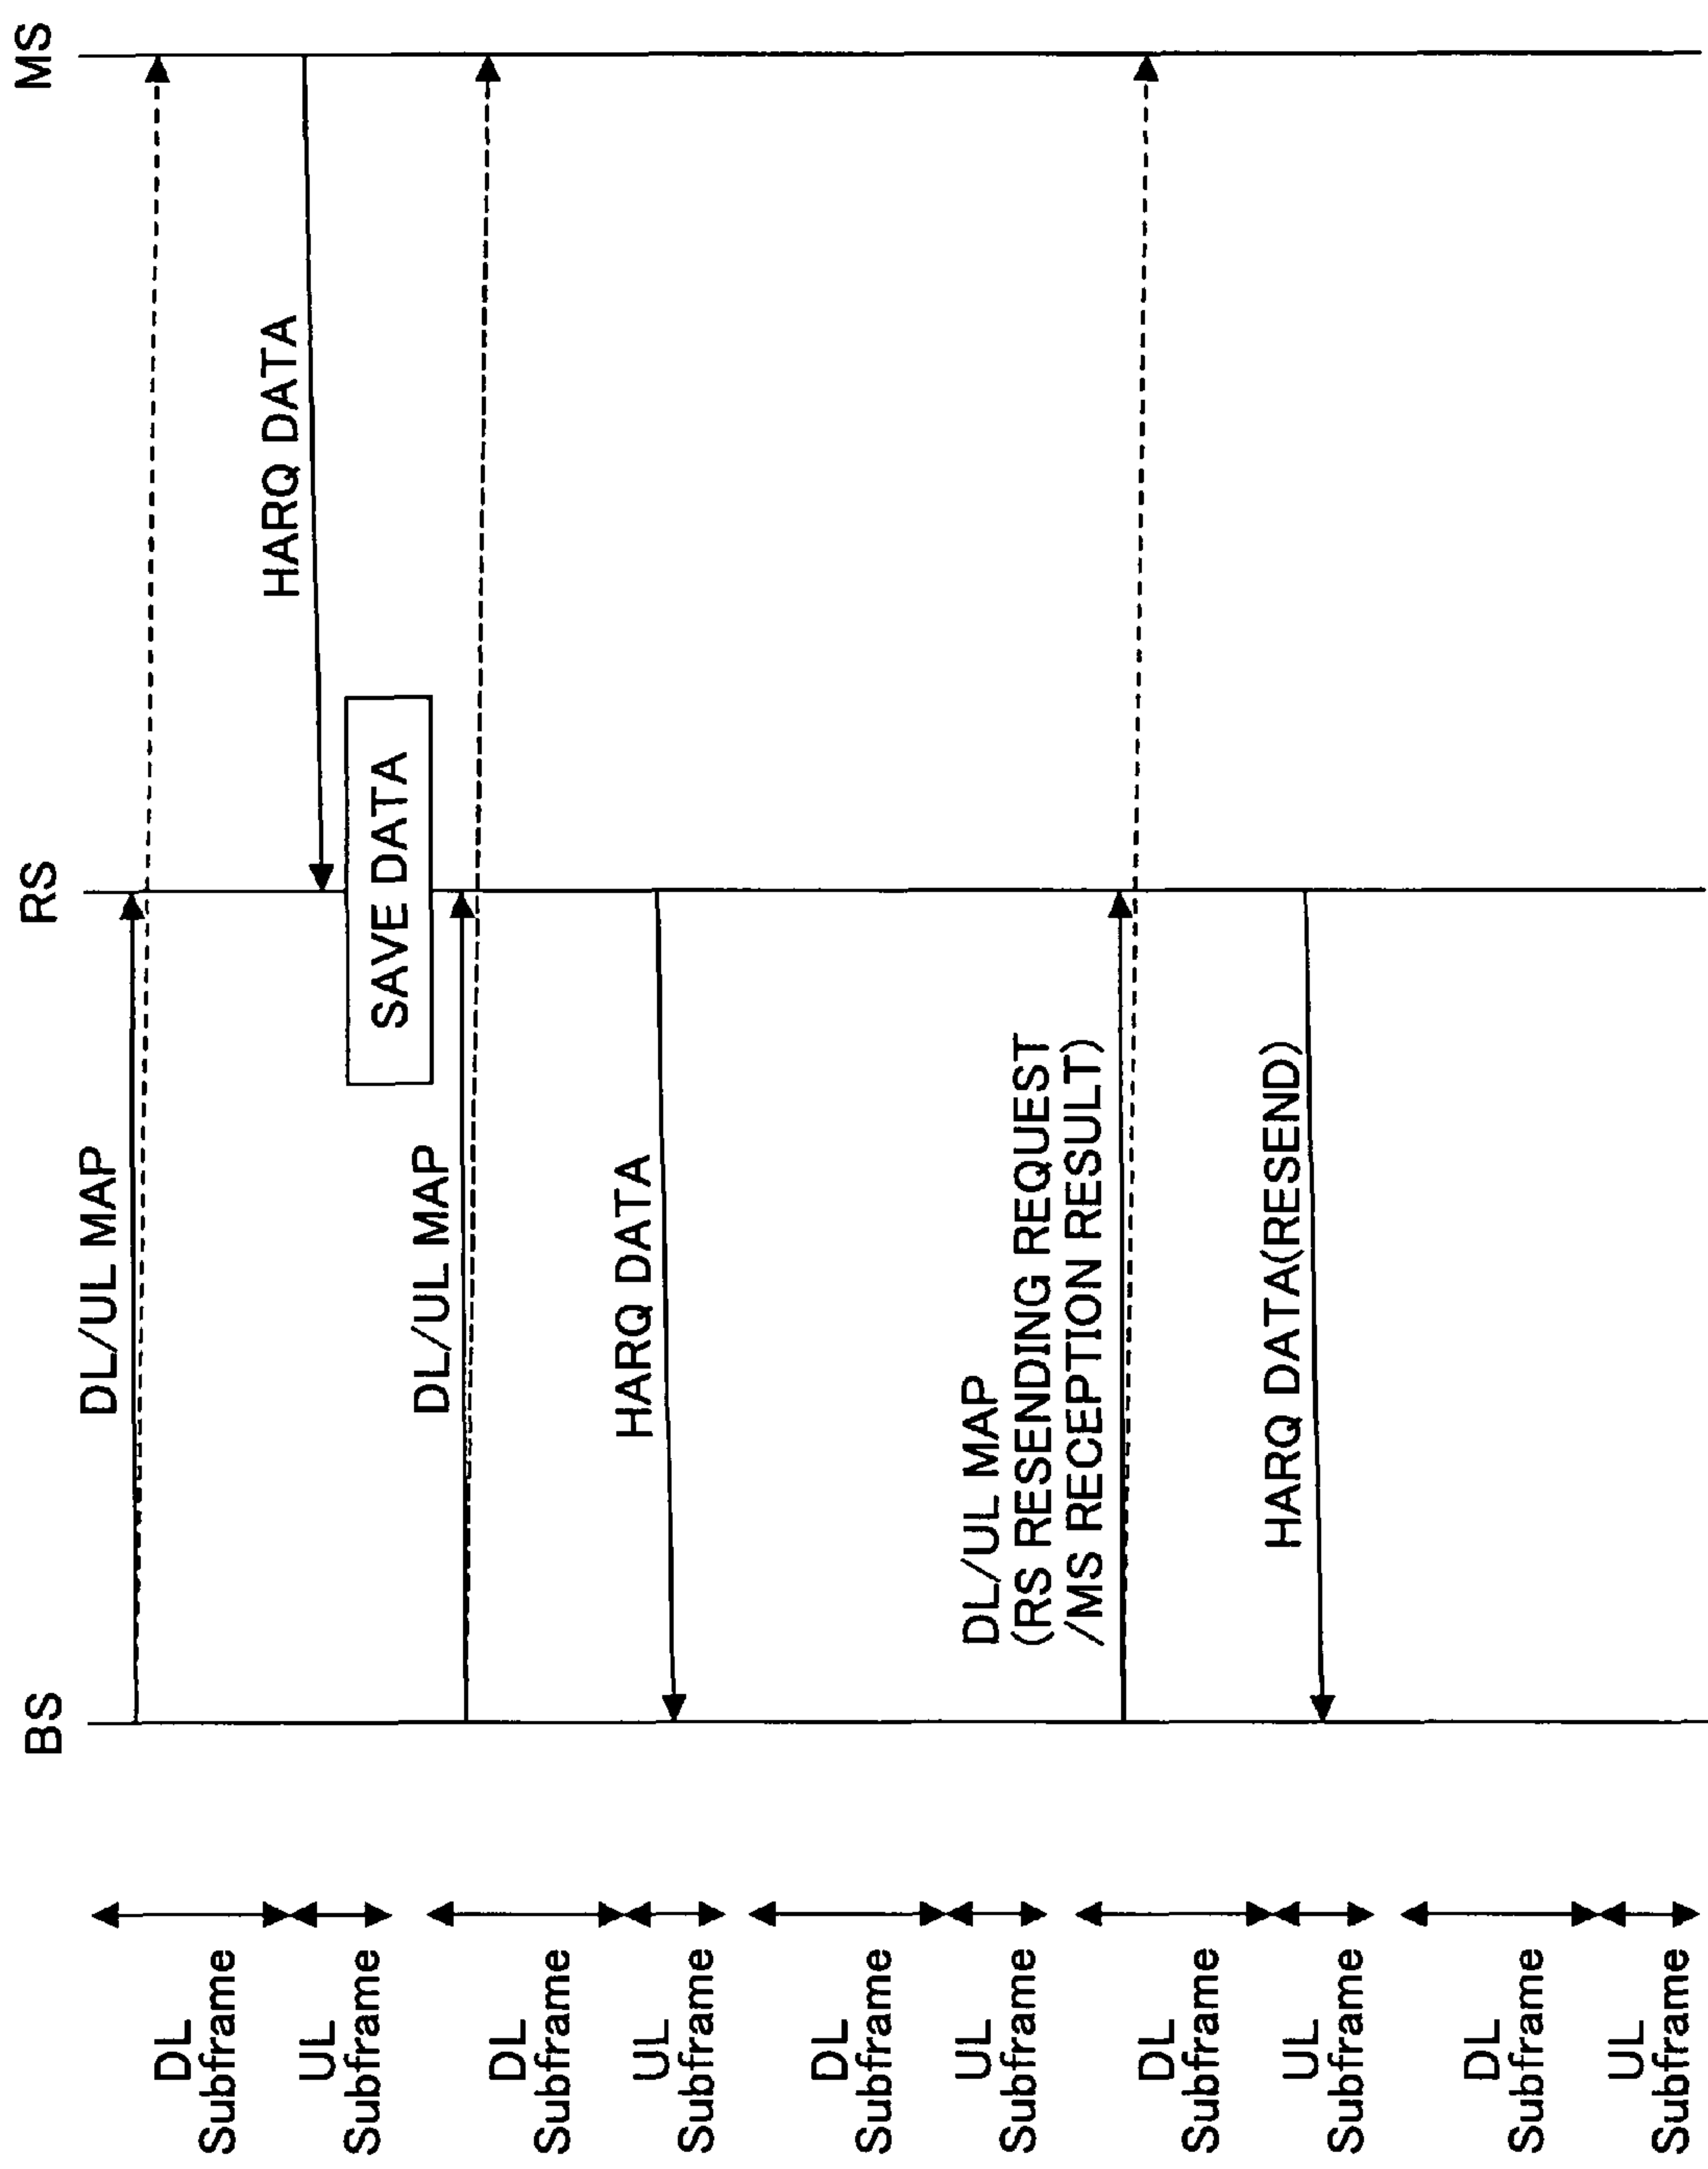 BS
RS
MS
DL/UL MAP
HARQ DATA
SAVE DATA
DL/UL MAP
HARQ DATA
DL/UL MAP
(RS RESENDING REQUEST
/MS RECEPTION RESULT)
HARQ DATA(RESEND)
DL
Subframe
UL
Subframe
DL
Subframe
UL
Subframe
DL
Subframe
UL
Subframe
DL
Subframe
UL
Subframe
DL
Subframe
UL
Subframe